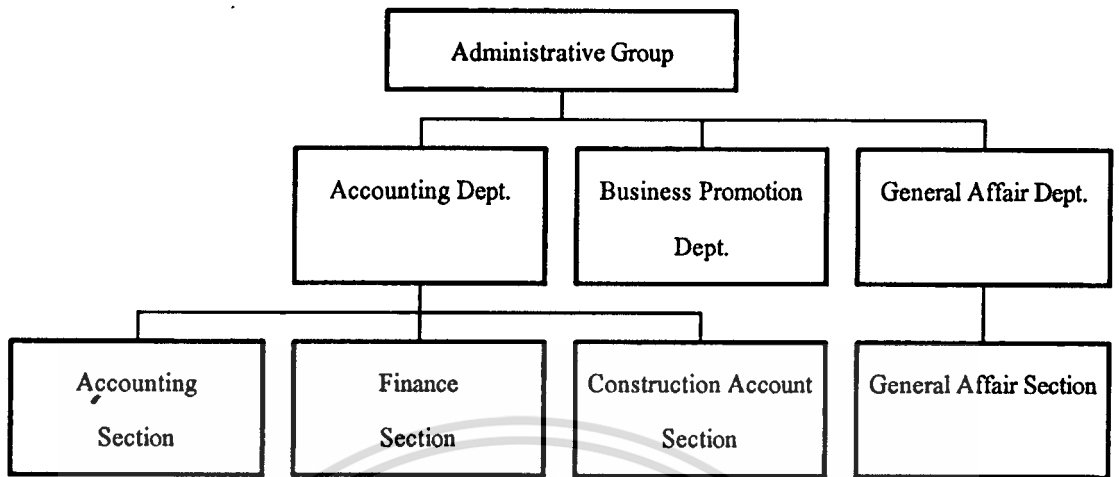 Administrative Group
Accounting Dept.
Business Promotion
Dept.
General Affair Dept.
Accounting
Section
Finance
Section
Construction Account
Section
General Affair Section